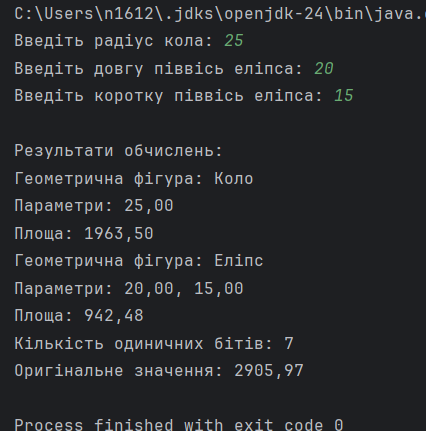 C:\Users\n1612\.jdks\openjdk-24\bin\java.
Введіть радіус кола: 25
Введіть довгу піввісь еліпса: 20
Введіть коротку піввісь еліпса: 15
Результати обчислень:
Геометрична фігура: Коло
Параметри: 25,00
Площа: 1963,50
Геометрична фігура: Еліпс
Параметри: 20,00, 15,00
Площа: 942,48
Кількість одиничних бітів: 7
Оригінальне значення: 2905,97
Process finished with exit code 0